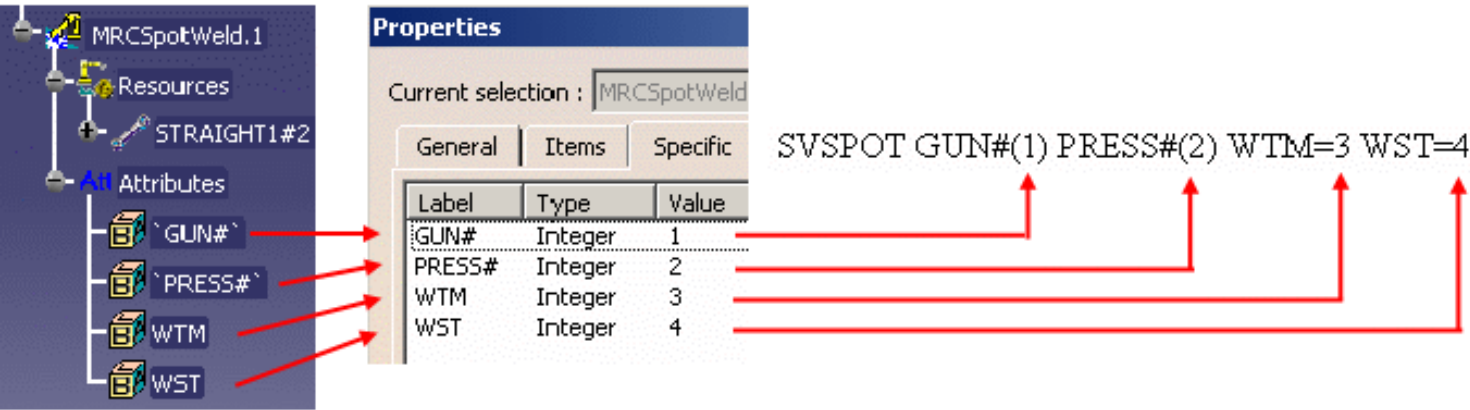 MRCSpotWeld.1
Resources
STRAIGHT1#2
Att Attributes
B `GUN#`
B `PRESS#`
B WTM
B WST
Properties
Current selection : MRCSpotWeld
General Items Specific
Label Type Value
GUN# Integer 1
PRESS# Integer 2
WTM Integer 3
WST Integer 4
SVSPOT GUN#(1) PRESS#(2) WTM=3 WST=4